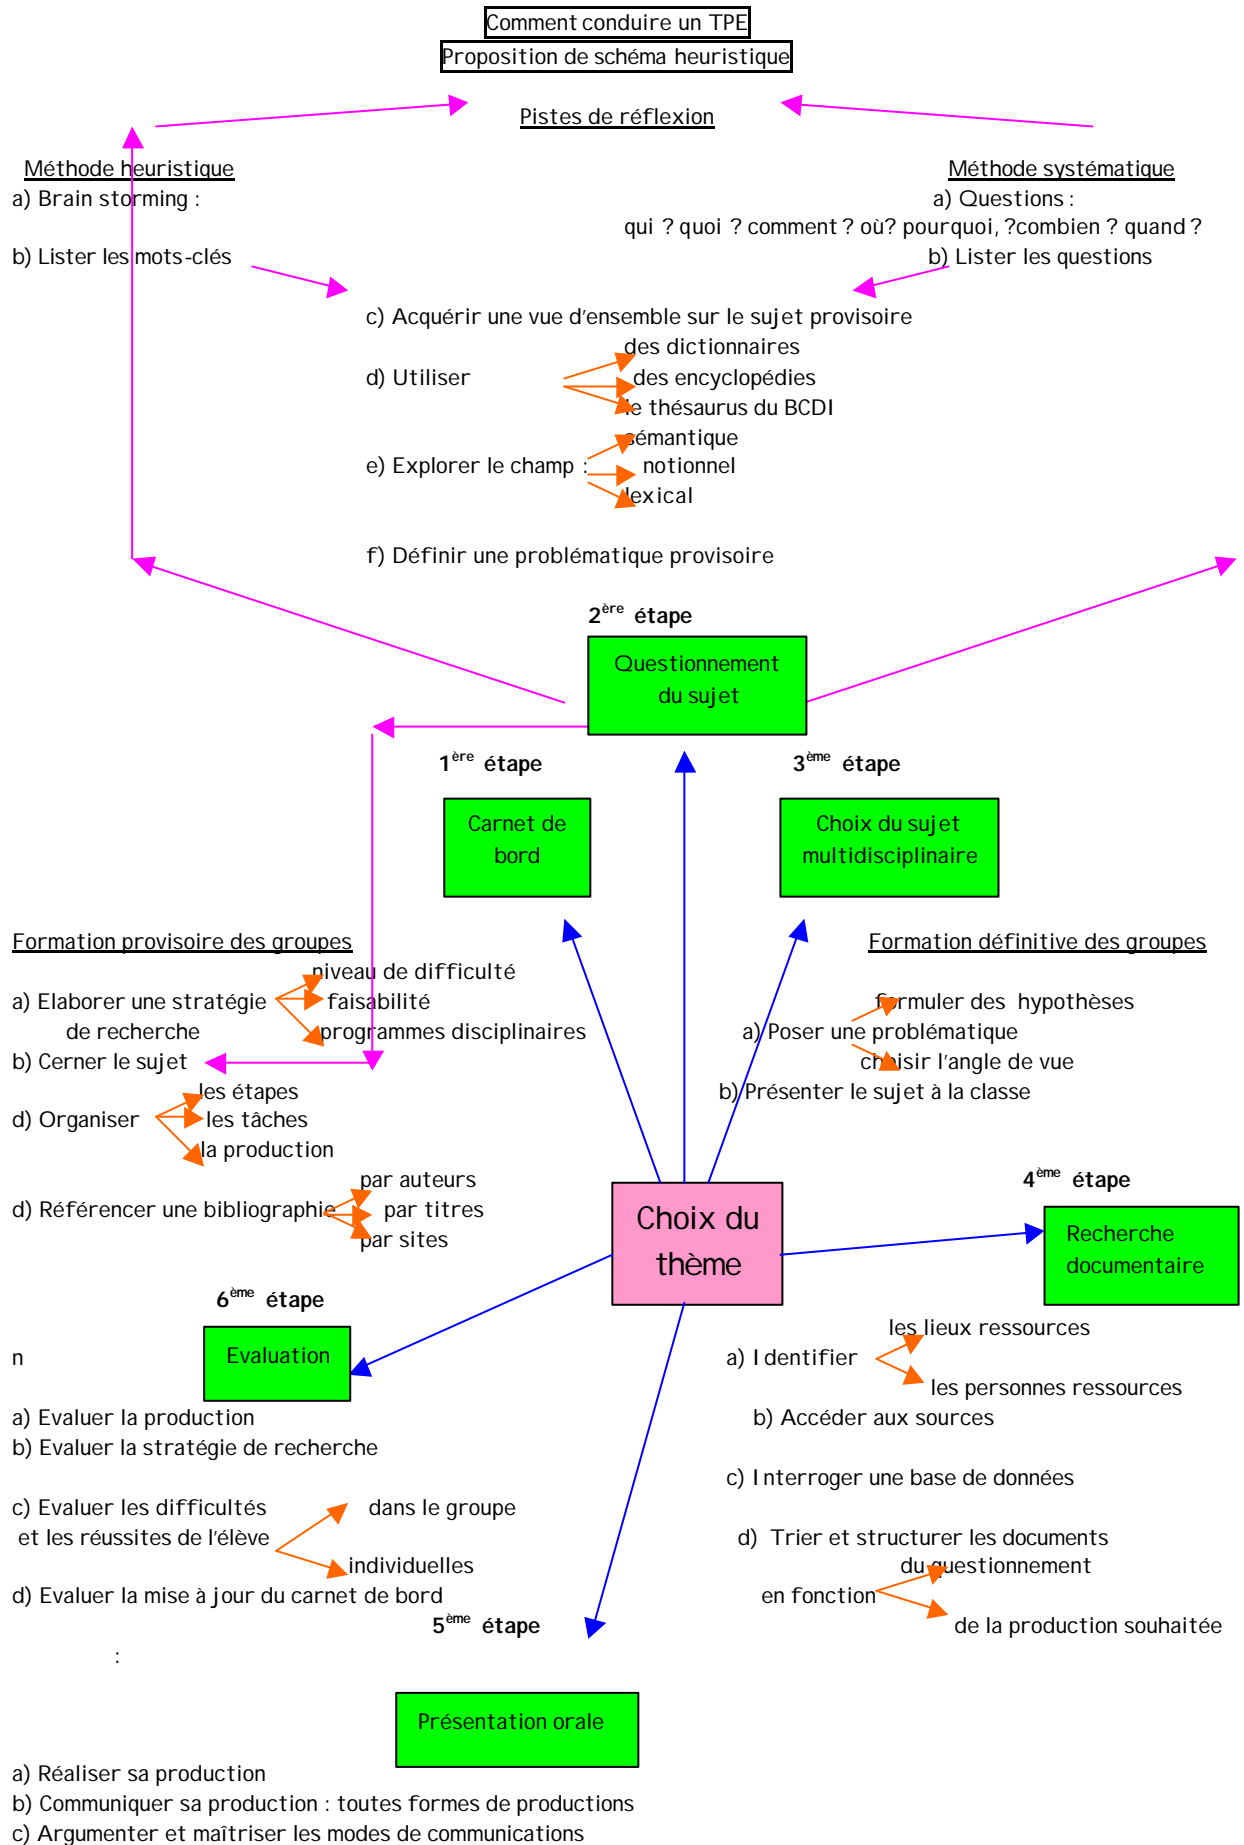 Comment conduire un TPE
Proposition de schéma heuristique
Pistes de réflexion
Méthode heuristique
a) Brain storming :
b) Lister les mots-clés
Méthode systématique
a) Questions :
qui ? quoi ? comment ? où? pourquoi, ?combien ? quand ?
b) Lister les questions
c) Acquérir une vue d'ensemble sur le sujet provisoire
d) Utiliser
des dictionnaires
des encyclopédies
le thésaurus du BCDI
e) Explorer le champ :
sémantique
notionnel
lexical
f) Définir une problématique provisoire
2ère étape
Questionnement
du sujet
1ère étape
Carnet de
bord
3ème étape
Choix du sujet
multidisciplinaire
Formation provisoire des groupes
a) Elaborer une stratégie
de recherche
niveau de difficulté
faisabilité
programmes disciplinaires
b) Cerner le sujet
d) Organiser
les étapes
les tâches
la production
d) Référencer une bibliographie
par auteurs
par titres
par sites
Formation définitive des groupes
formuler des hypothèses
a) Poser une problématique
choisir l'angle de vue
b) Présenter le sujet à la classe
Choix du
thème
4ème étape
Recherche
documentaire
les lieux ressources
a) Identifier
les personnes ressources
b) Accéder aux sources
c) Interroger une base de données
d) Trier et structurer les documents
du questionnement
en fonction
de la production souhaitée
6ème étape
Evaluation
n
a) Evaluer la production
b) Evaluer la stratégie de recherche
c) Evaluer les difficultés
et les réussites de l'élève
dans le groupe
individuelles
d) Evaluer la mise à jour du carnet de bord
5ème étape
:
Présentation orale
a) Réaliser sa production
b) Communiquer sa production : toutes formes de productions
c) Argumenter et maîtriser les modes de communications